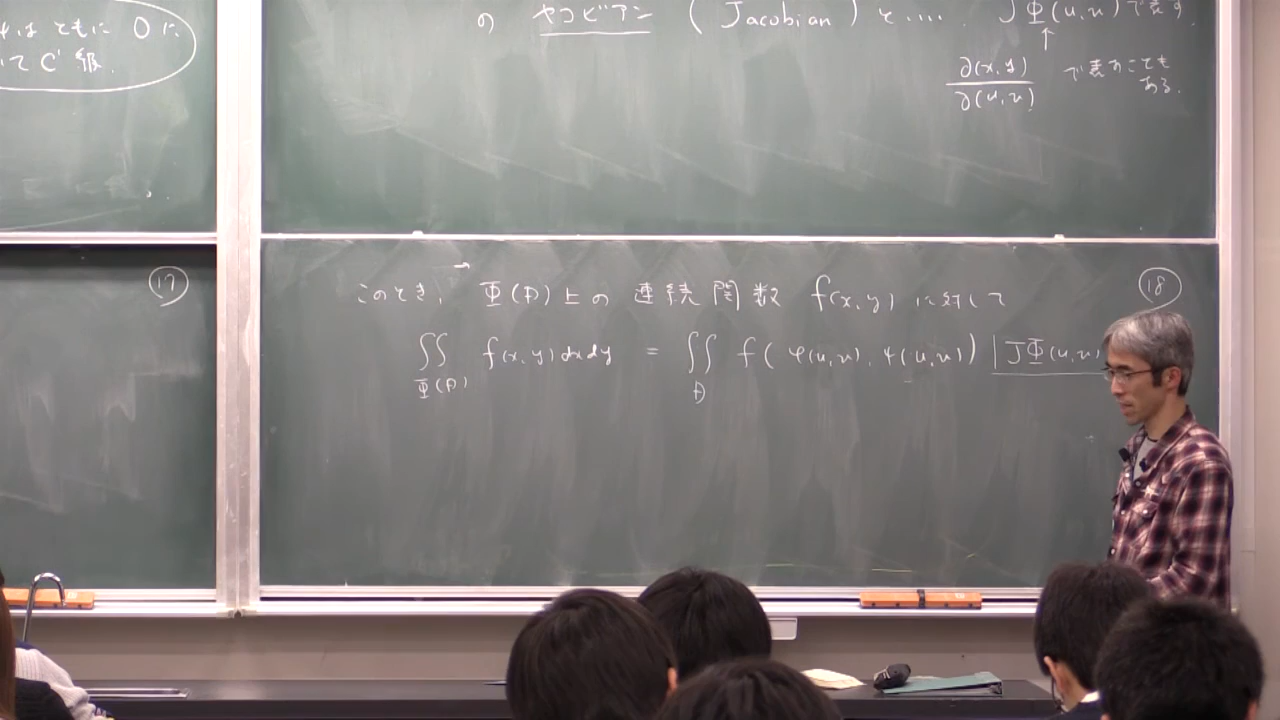 はともに 0 に
いて C¹ 級.
の ヤコビアン (Jacobian) と.... JΦ(u,v) で表す.
↑
∂(x,y)/∂(u,v) で表すことも
ある.
⑰
このとき, Φ(D)上の 連続関数 f(x,y) に対して
⑱
∬_{Φ(D)} f(x,y)dxdy = ∬_D f(φ(u,v), ψ(u,v)) |JΦ(u,v)